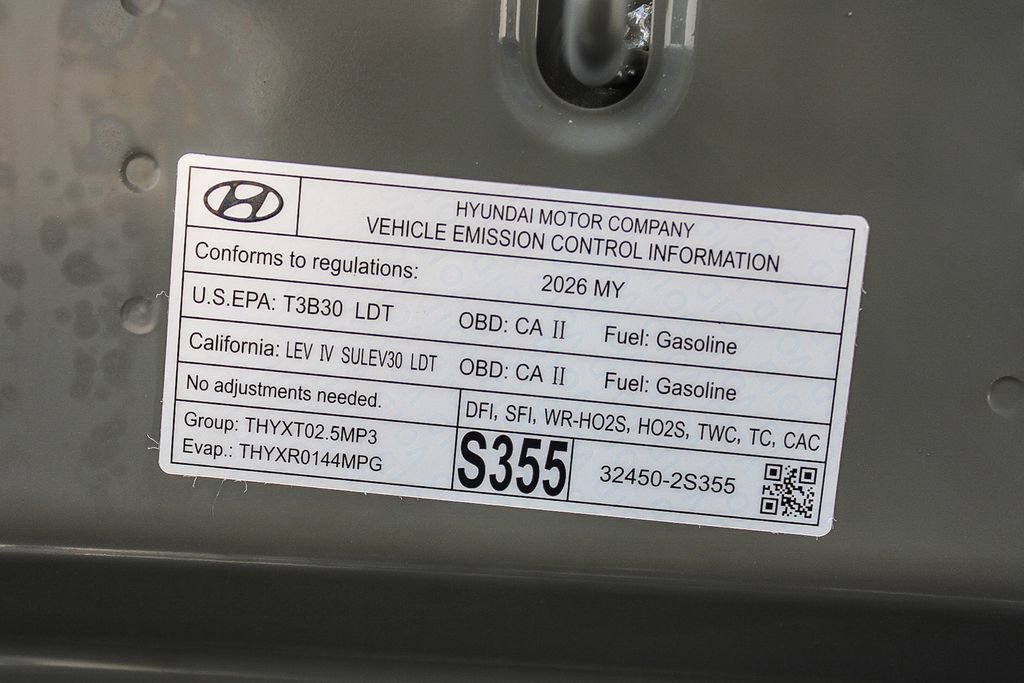 HYUNDAI MOTOR COMPANY
VEHICLE EMISSION CONTROL INFORMATION
Conforms to regulations: 2026 MY
U.S.EPA: T3B30 LDT OBD: CA II Fuel: Gasoline
California: LEV IV SULEV30 LDT OBD: CA II Fuel: Gasoline
No adjustments needed. DFI, SFI, WR-HO2S, HO2S, TWC, TC, CAC
Group: THYXT02.5MP3
Evap.: THYXR0144MPG
S355 32450-2S355